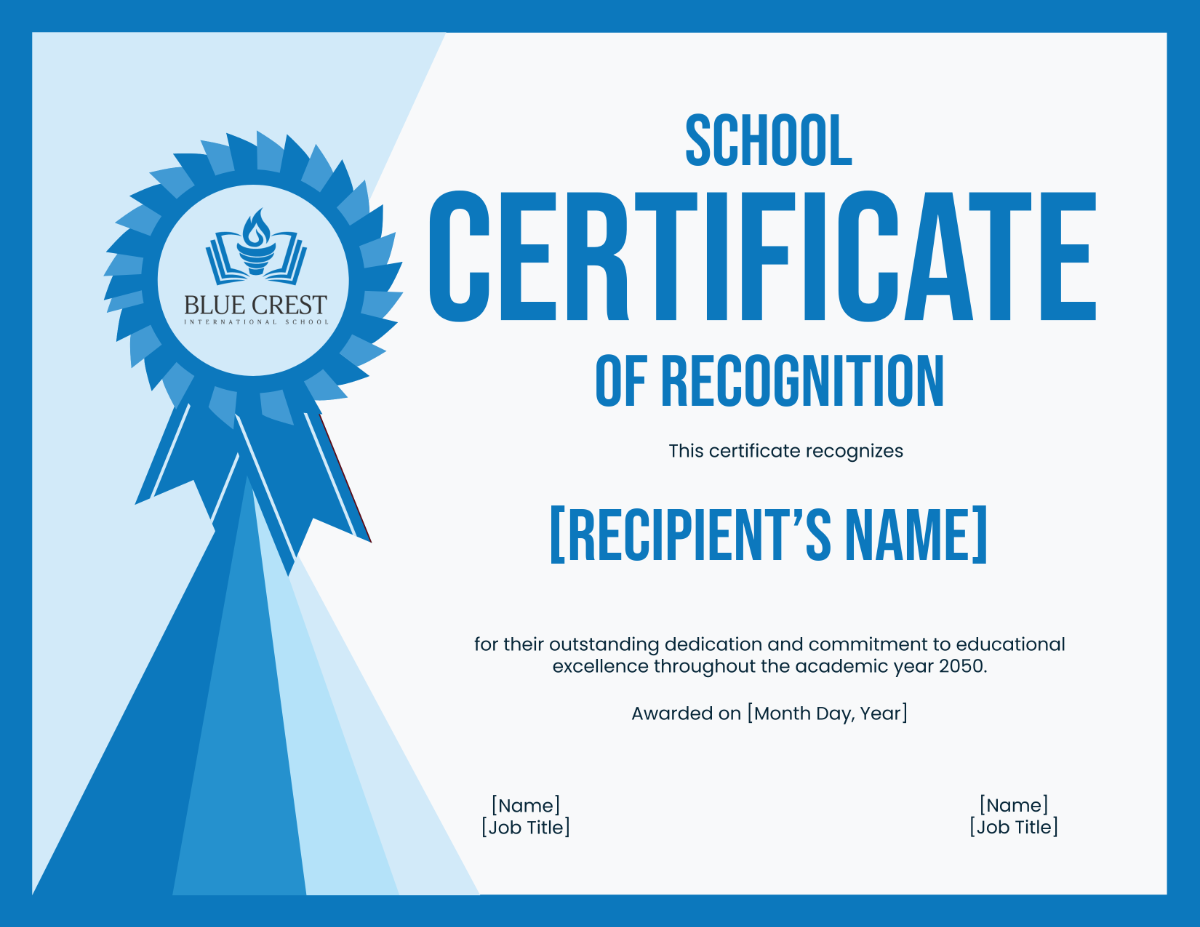 BLUE CREST
INTERNATIONAL SCHOOL
SCHOOL
CERTIFICATE
OF RECOGNITION
This certificate recognizes
[RECIPIENT’S NAME]
for their outstanding dedication and commitment to educational
excellence throughout the academic year 2050.
Awarded on [Month Day, Year]
[Name]
[Job Title]
[Name]
[Job Title]